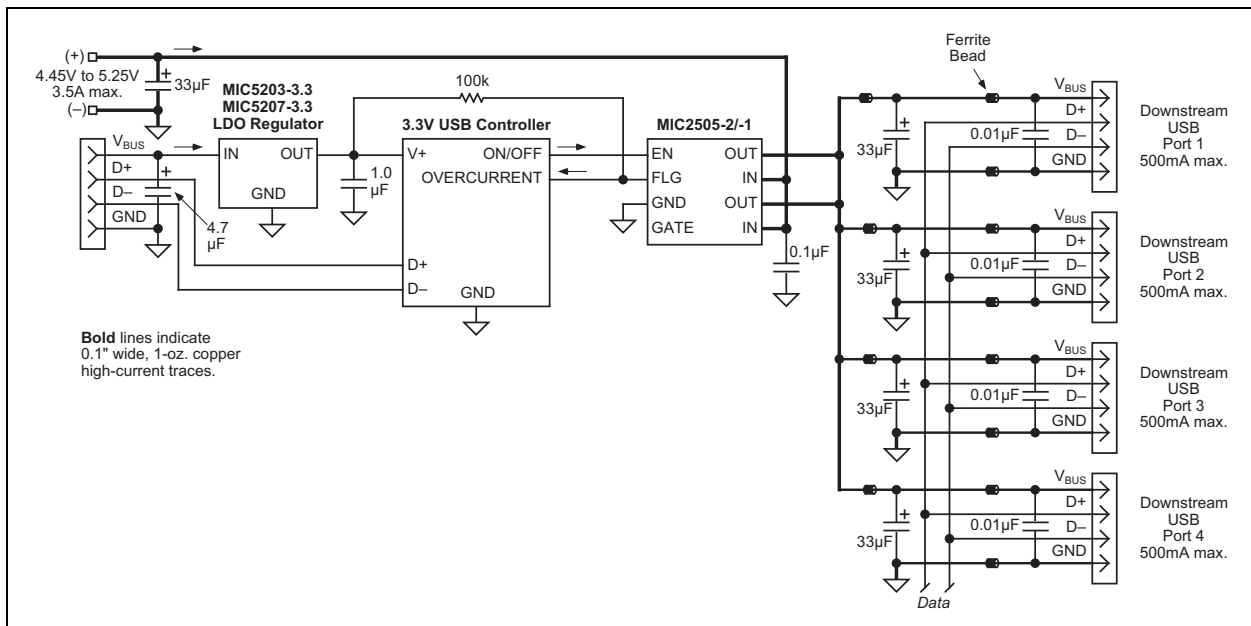 (+)
4.45V to 5.25V
3.5A max.
(–)
33µF
+
MIC5203-3.3
MIC5207-3.3
LDO Regulator
IN
OUT
GND
VBUS
D+
D–
GND
+
4.7
µF
1.0
µF
100k
3.3V USB Controller
V+
ON/OFF
OVERCURRENT
D+
D–
GND
MIC2505-2/-1
EN
OUT
FLG
IN
GND
OUT
GATE
IN
0.1µF
Ferrite
Bead
+
33µF
0.01µF
VBUS
D+
D–
GND
Downstream
USB
Port 1
500mA max.
+
33µF
0.01µF
VBUS
D+
D–
GND
Downstream
USB
Port 2
500mA max.
+
33µF
0.01µF
VBUS
D+
D–
GND
Downstream
USB
Port 3
500mA max.
+
33µF
0.01µF
VBUS
D+
D–
GND
Downstream
USB
Port 4
500mA max.
Data
Bold lines indicate
0.1" wide, 1-oz. copper
high-current traces.